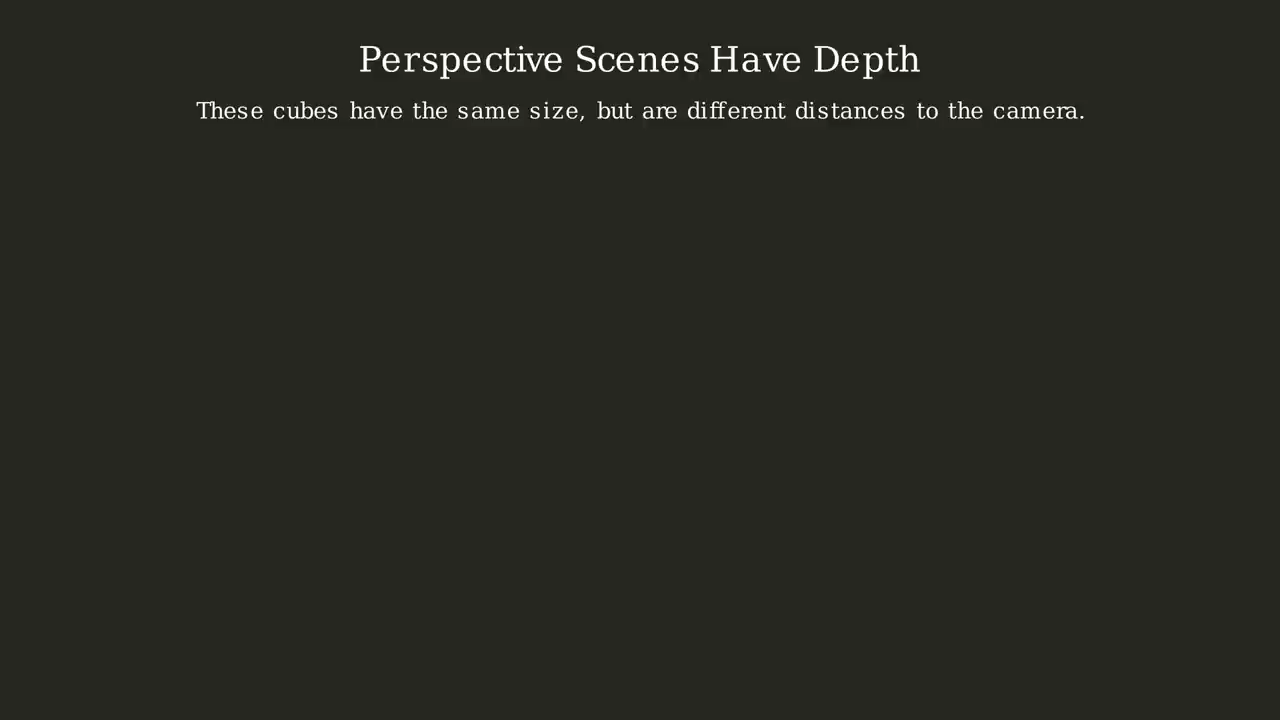 Perspective Scenes Have Depth
These cubes have the same size, but are different distances to the camera.